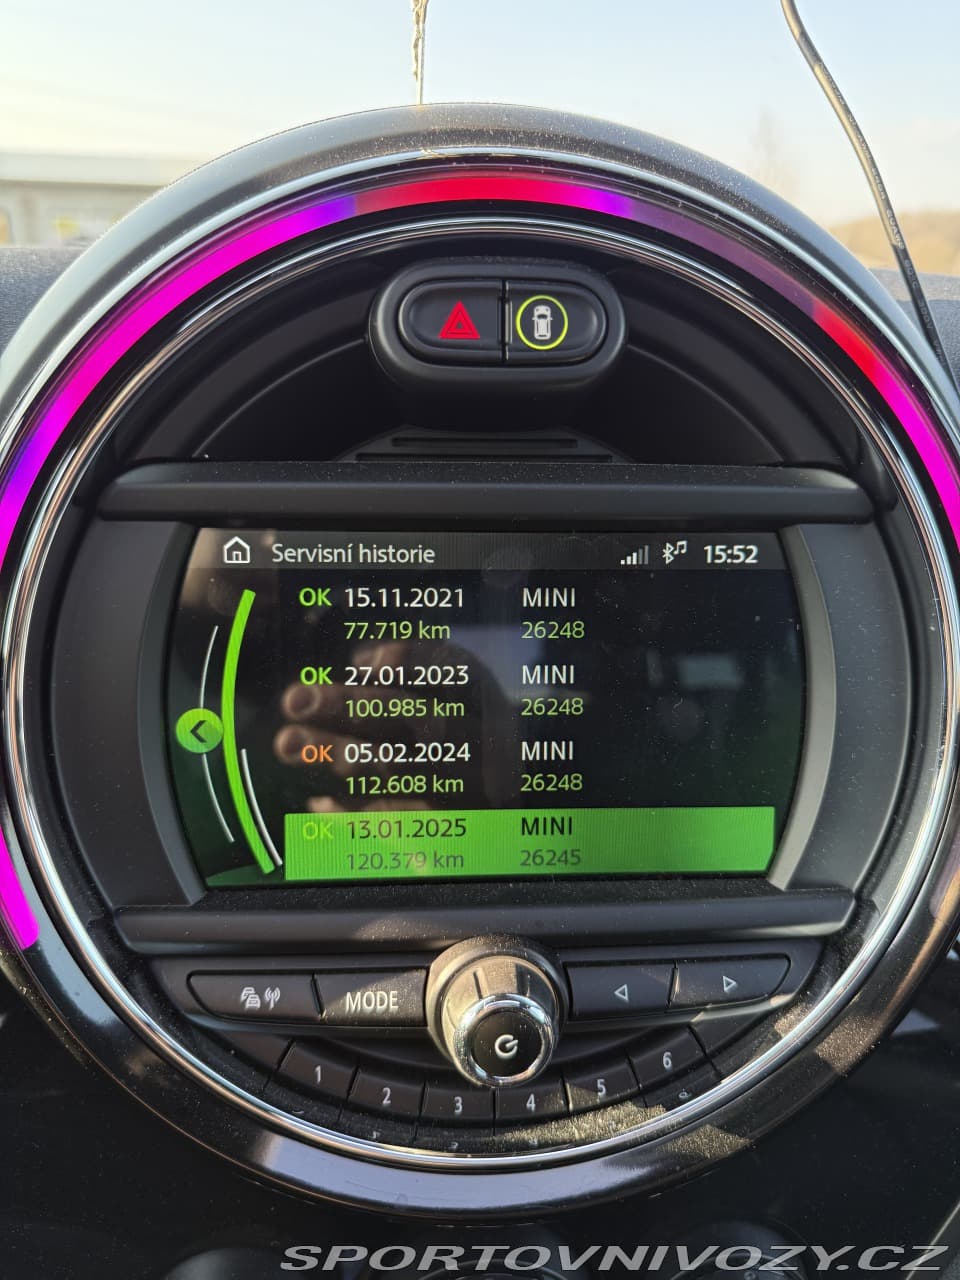 Servisní historie 15:52
OK 15.11.2021 MINI
77.719 km 26248
OK 27.01.2023 MINI
100.985 km 26248
OK 05.02.2024 MINI
112.608 km 26248
OK 13.01.2025 MINI
120.379 km 26245
MODE
1 2 3 4 5 6
SPORTOVNIVOZY.CZ